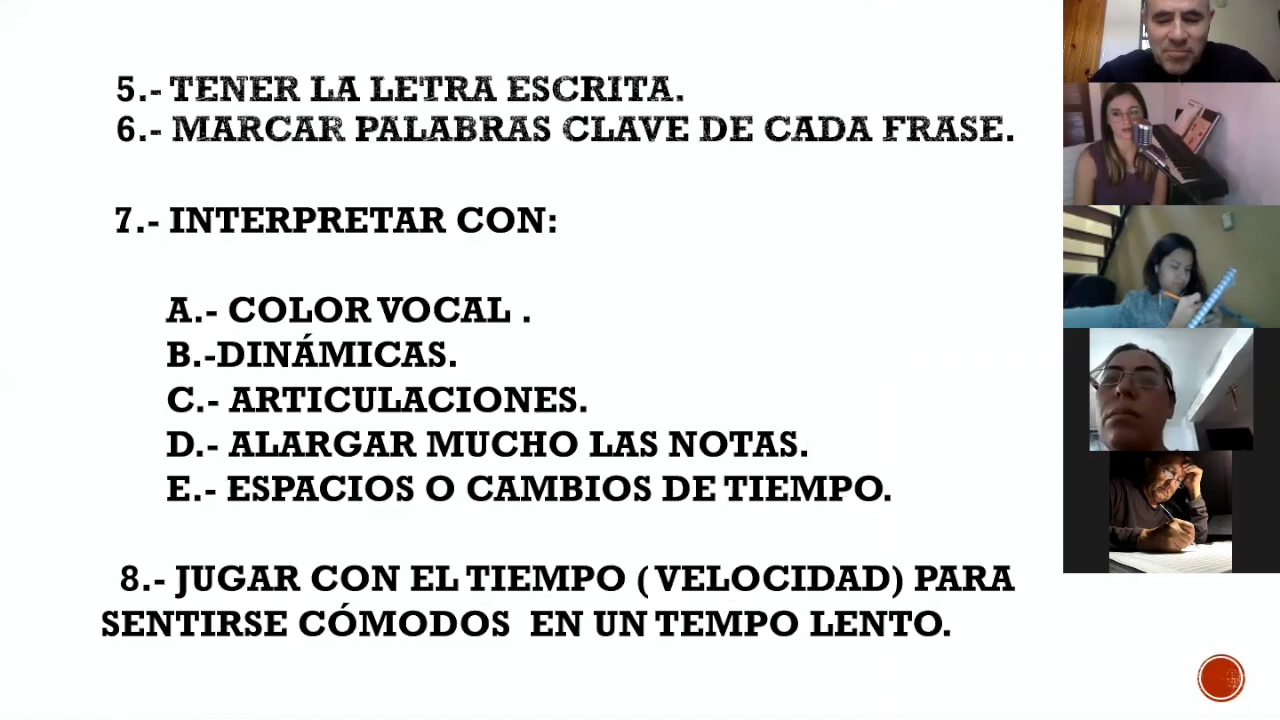 5.- TENER LA LETRA ESCRITA.
6.- MARCAR PALABRAS CLAVE DE CADA FRASE.
7.- INTERPRETAR CON:
A.- COLOR VOCAL .
B.-DINÁMICAS.
C.- ARTICULACIONES.
D.- ALARGAR MUCHO LAS NOTAS.
E.- ESPACIOS O CAMBIOS DE TIEMPO.
8.- JUGAR CON EL TIEMPO ( VELOCIDAD) PARA
SENTIRSE CÓMODOS  EN UN TEMPO LENTO.